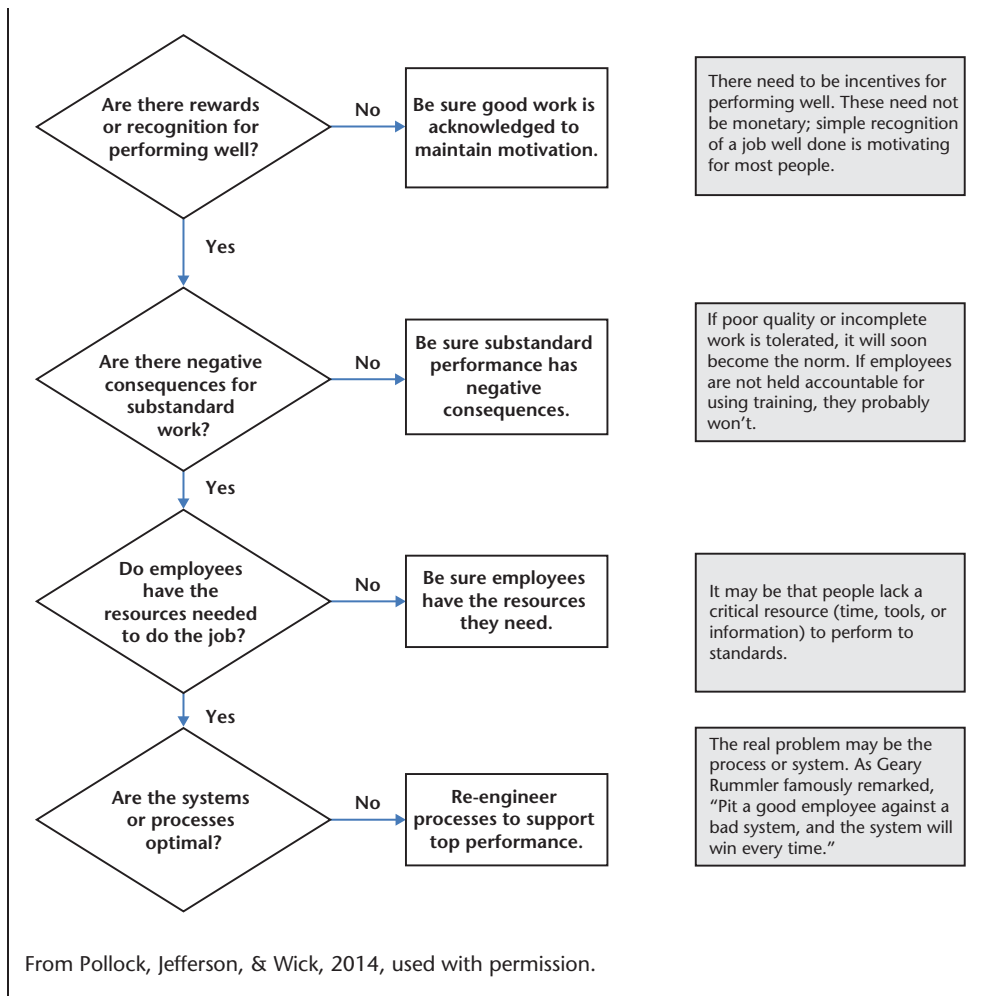 Are there rewards
or recognition for
performing well?
No
Be sure good work is
acknowledged to
maintain motivation.
There need to be incentives for
performing well. These need not
be monetary; simple recognition
of a job well done is motivating
for most people.
Yes
Are there negative
consequences for
substandard
work?
No
Be sure substandard
performance has
negative
consequences.
If poor quality or incomplete
work is tolerated, it will soon
become the norm. If employees
are not held accountable for
using training, they probably
won’t.
Yes
Do employees
have the
resources needed
to do the job?
No
Be sure employees
have the resources
they need.
It may be that people lack a
critical resource (time, tools, or
information) to perform to
standards.
Yes
Are the systems
or processes
optimal?
No
Re-engineer
processes to support
top performance.
The real problem may be the
process or system. As Geary
Rummler famously remarked,
“Pit a good employee against a
bad system, and the system will
win every time.”
From Pollock, Jefferson, & Wick, 2014, used with permission.